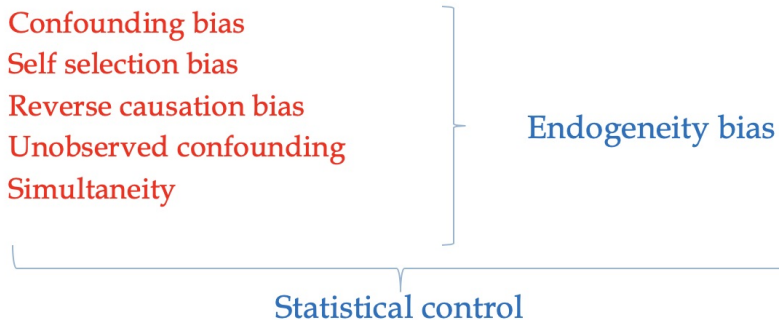 Confounding bias
Self selection bias
Reverse causation bias
Unobserved confounding
Simultaneity
Endogeneity bias
Statistical control